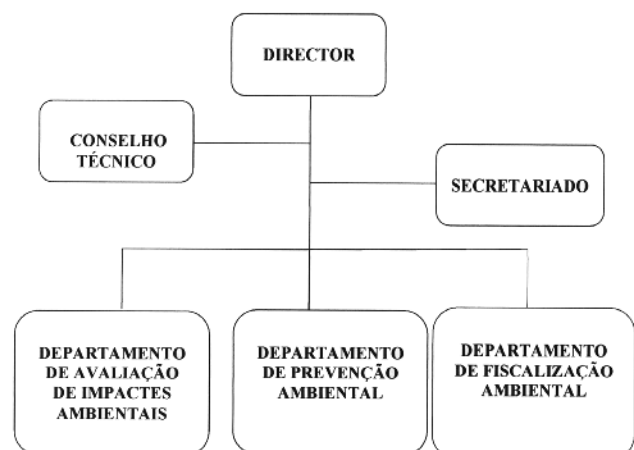 DIRECTOR
CONSELHO
TÉCNICO
SECRETARIADO
DEPARTAMENTO
DE AVALIAÇÃO
DE IMPACTES
AMBIENTAIS
DEPARTAMENTO
DE PREVENÇÃO
AMBIENTAL
DEPARTAMENTO
DE FISCALIZAÇÃO
AMBIENTAL